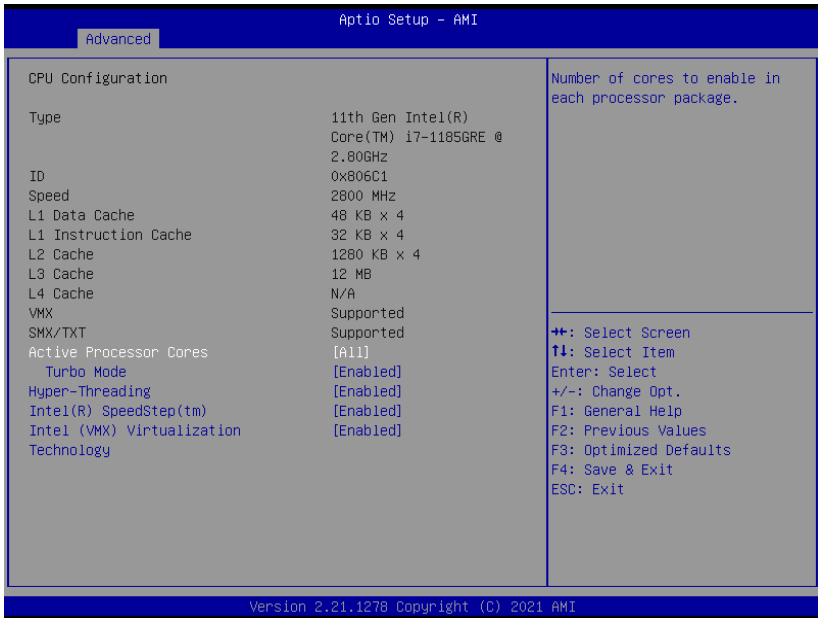 Aptio Setup – AMI
Advanced
CPU Configuration
Type 11th Gen Intel(R)
Core(TM) i7-1185GRE @
2.80GHz
ID 0x806C1
Speed 2800 MHz
L1 Data Cache 48 KB x 4
L1 Instruction Cache 32 KB x 4
L2 Cache 1280 KB x 4
L3 Cache 12 MB
L4 Cache N/A
VMX Supported
SMX/TXT Supported
Active Processor Cores [All]
Turbo Mode [Enabled]
Hyper-Threading [Enabled]
Intel(R) SpeedStep(tm) [Enabled]
Intel (VMX) Virtualization [Enabled]
Technology
Number of cores to enable in
each processor package.
→←: Select Screen
↑↓: Select Item
Enter: Select
+/-: Change Opt.
F1: General Help
F2: Previous Values
F3: Optimized Defaults
F4: Save & Exit
ESC: Exit
Version 2.21.1278 Copyright (C) 2021 AMI